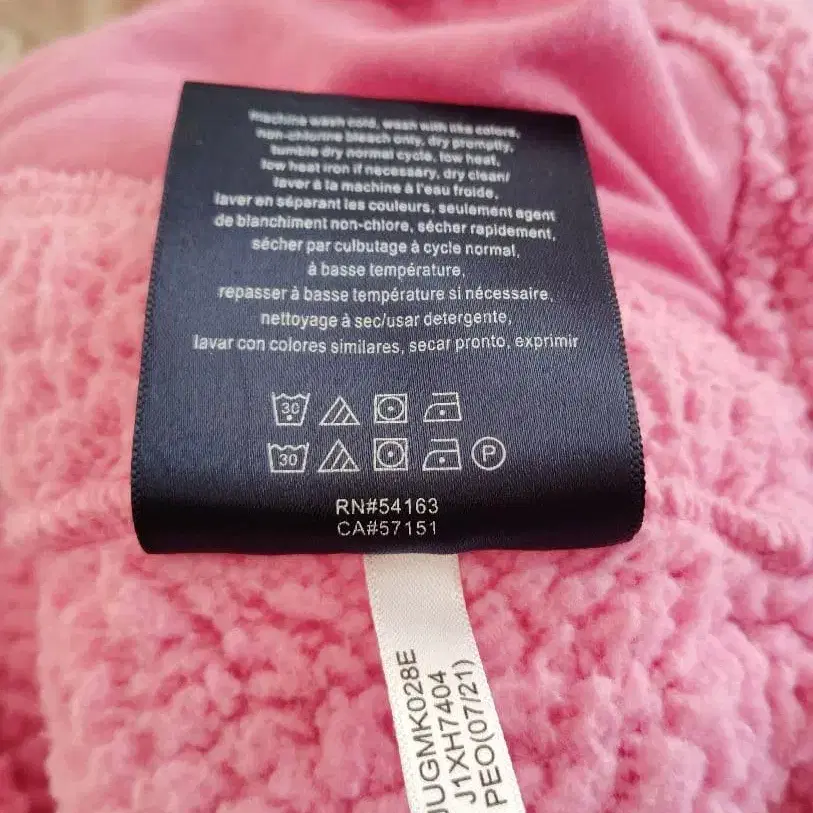 machine wash cold, wash with like colors,
non-chlorine bleach only, dry promptly,
tumble dry normal cycle, low heat,
low heat iron if necessary, dry clean/
laver à la machine à l'eau froide,
laver en séparant les couleurs, seulement agent
de blanchiment non-chlore, sécher rapidement,
sécher par culbutage à cycle normal,
à basse température,
repasser à basse température si nécessaire,
nettoyage à sec/usar detergente,
lavar con colores similares, secar pronto, exprimir
30
30 P
RN#54163
CA#57151
JUGMK028E
J1XH7404
PEO(07/21)